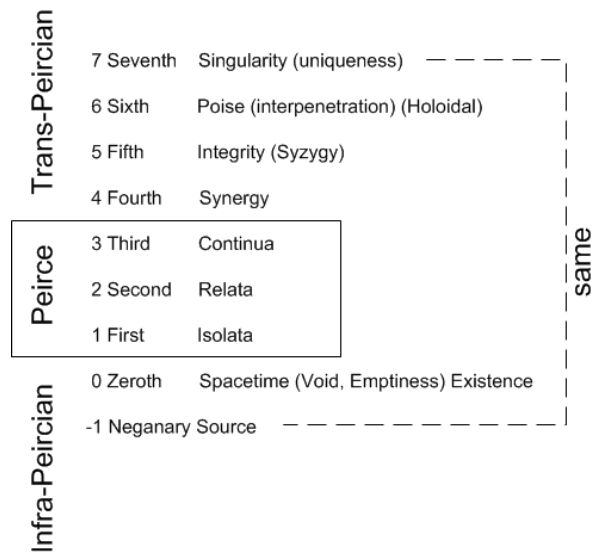 Trans-Peircian
7 Seventh Singularity (uniqueness)
6 Sixth Poise (interpenetration) (Holoidal)
5 Fifth Integrity (Syzygy)
4 Fourth Synergy
Peirce
3 Third Continua
2 Second Relata
1 First Isolata
Infra-Peircian
0 Zeroth Spacetime (Void, Emptiness) Existence
-1 Neganary Source
same